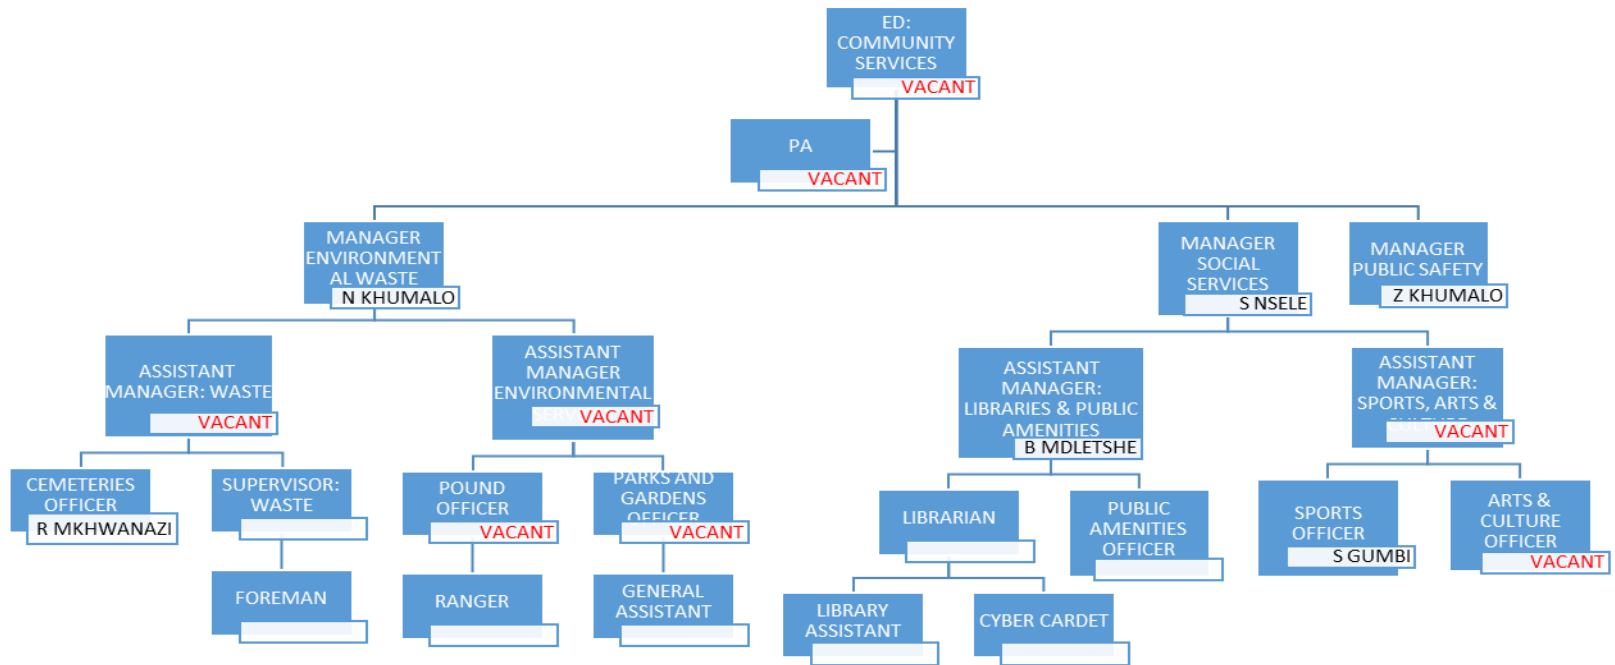 ED:
COMMUNITY
SERVICES
VACANT
PA
VACANT
MANAGER
ENVIRONMENT
AL WASTE
N KHUMALO
MANAGER
SOCIAL
SERVICES
S NSELE
MANAGER
PUBLIC SAFETY
Z KHUMALO
ASSISTANT
MANAGER: WASTE
VACANT
ASSISTANT
MANAGER
ENVIRONMENTAL
VACANT
ASSISTANT
MANAGER:
LIBRARIES & PUBLIC
AMENITIES
B MDLETSHE
ASSISTANT
MANAGER:
SPORTS, ARTS &
CULTURE
VACANT
CEMETERIES
OFFICER
R MKHWANAZI
SUPERVISOR:
WASTE
POUND
OFFICER
VACANT
PARKS AND
GARDENS
OFFICER
VACANT
LIBRARIAN
PUBLIC
AMENITIES
OFFICER
SPORTS
OFFICER
S GUMBI
ARTS &
CULTURE
OFFICER
VACANT
FOREMAN
RANGER
GENERAL
ASSISTANT
LIBRARY
ASSISTANT
CYBER CARDET